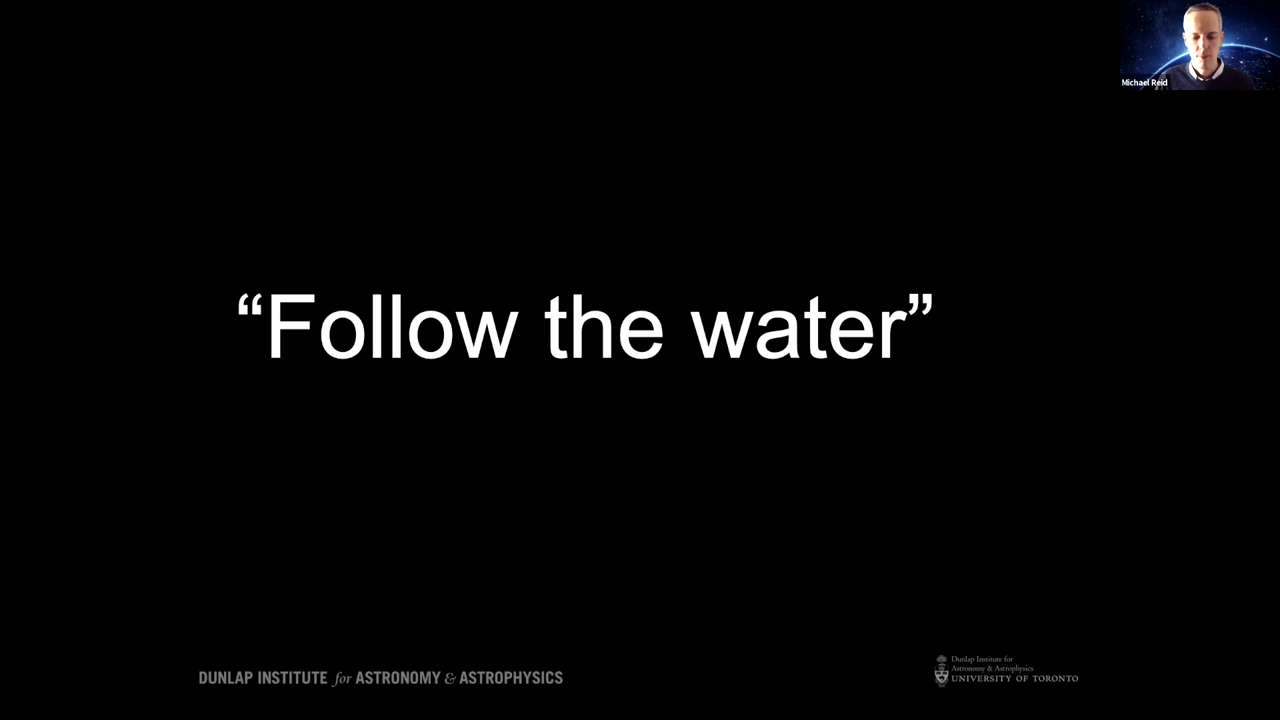 Michael Reid
“Follow the water”
DUNLAP INSTITUTE for ASTRONOMY & ASTROPHYSICS
Dunlap Institute for
Astronomy & Astrophysics
UNIVERSITY OF TORONTO